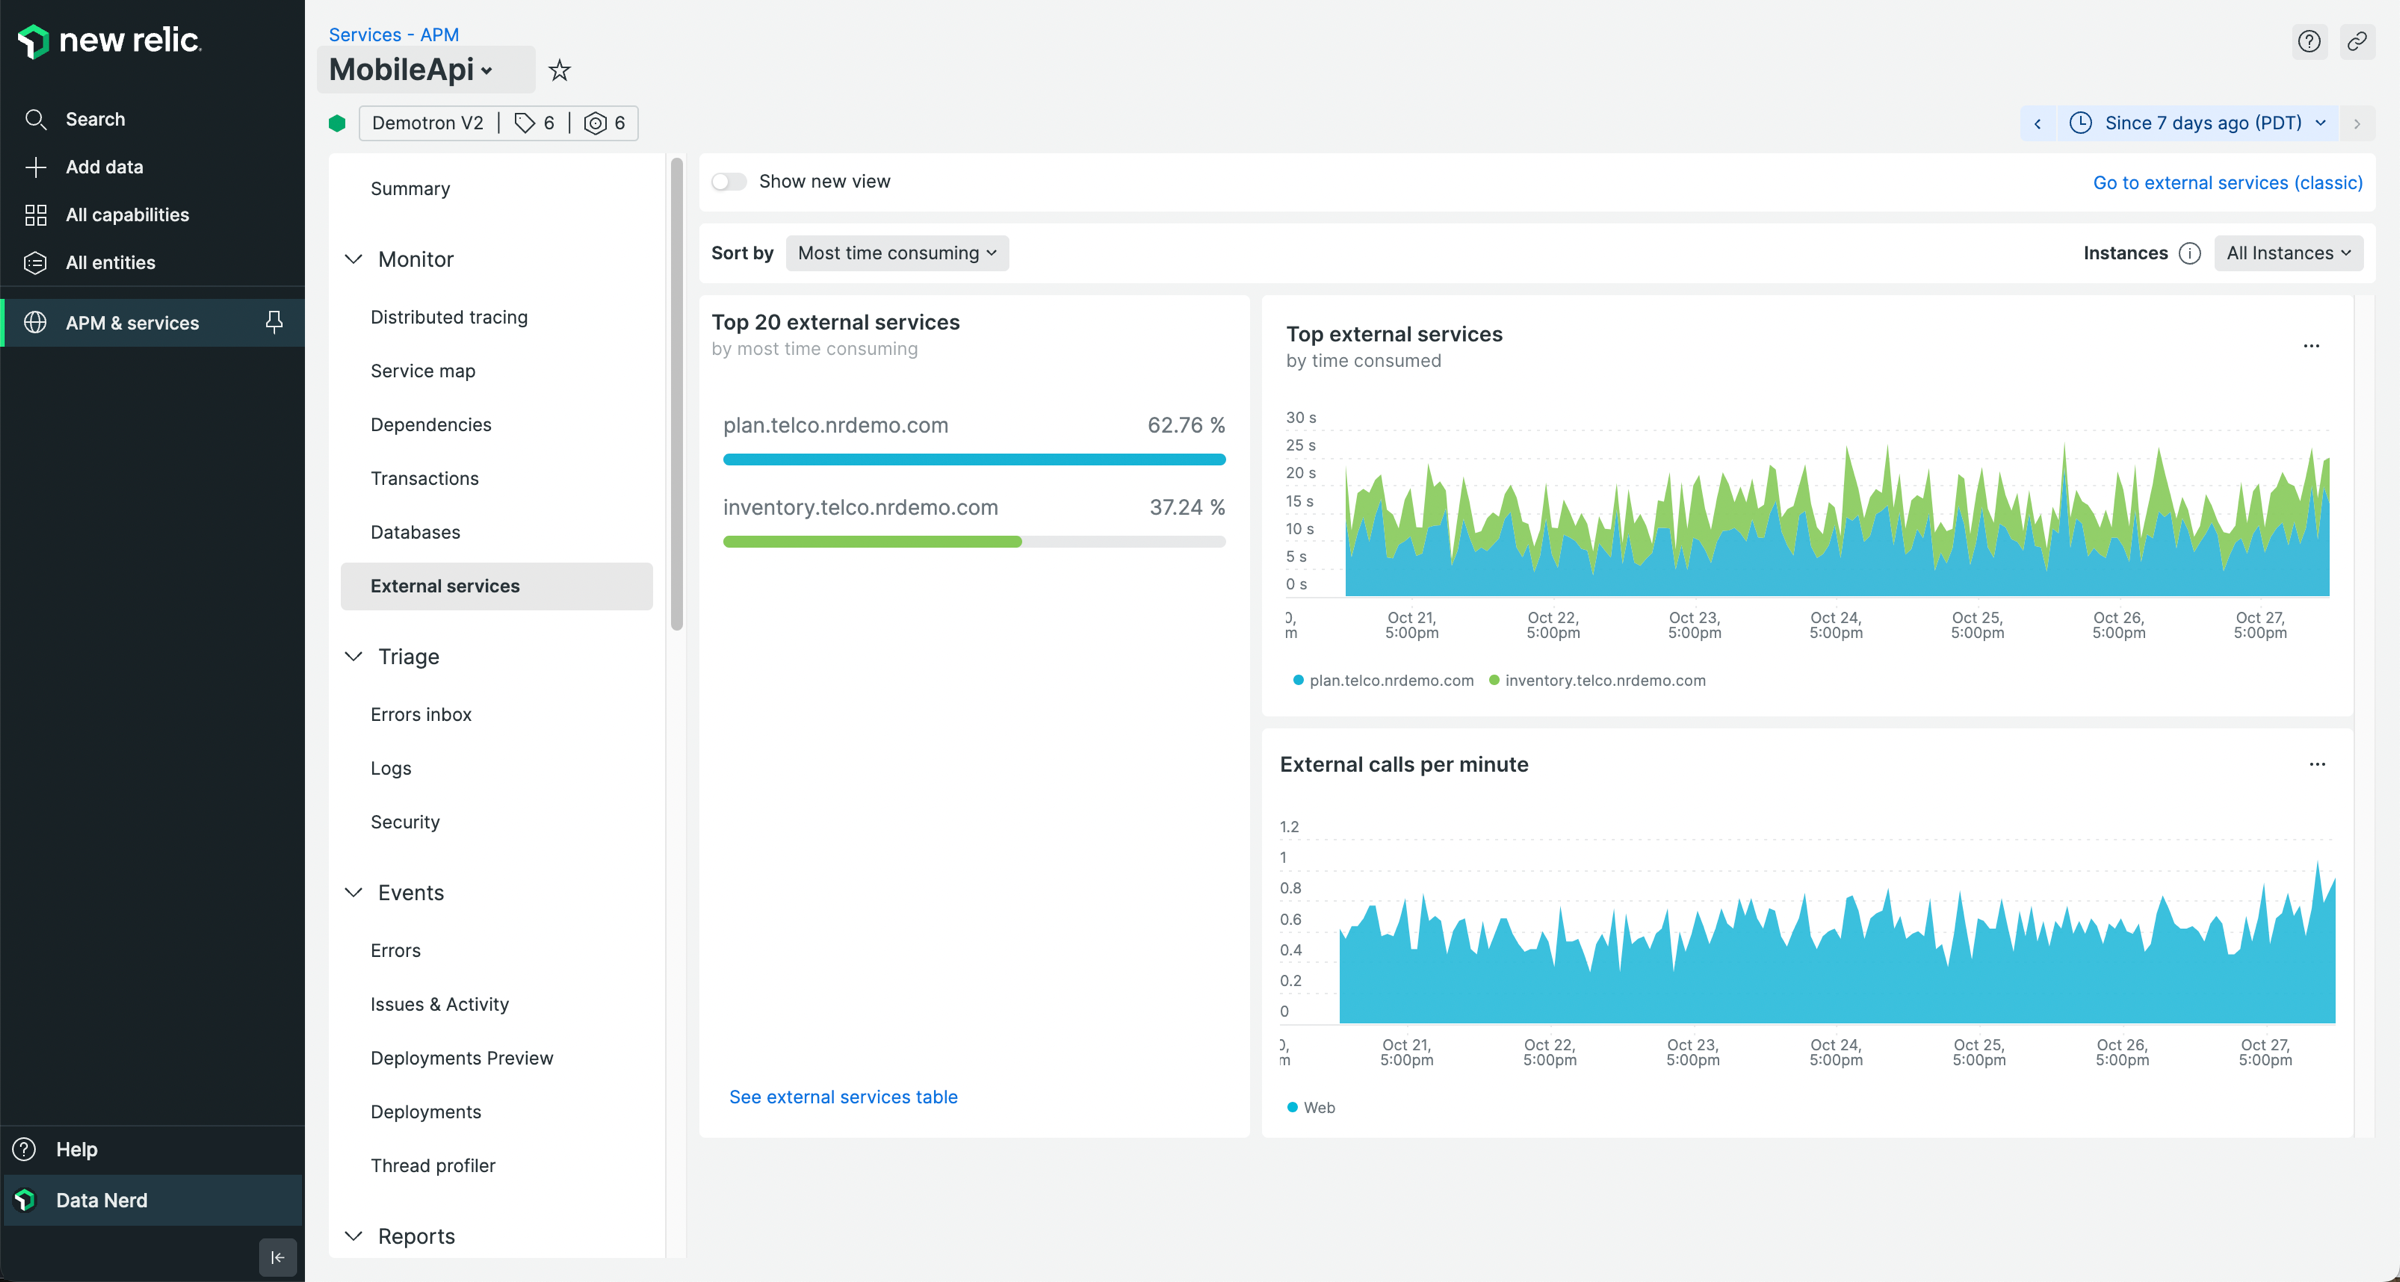 new relic.
Search
Add data
All capabilities
All entities
APM & services
Help
Data Nerd
Services - APM
MobileApi
Demotron V2 | 6 | 6
Since 7 days ago (PDT)
Summary
Monitor
Distributed tracing
Service map
Dependencies
Transactions
Databases
External services
Triage
Errors inbox
Logs
Security
Events
Errors
Issues & Activity
Deployments Preview
Deployments
Thread profiler
Reports
Show new view
Go to external services (classic)
Sort by Most time consuming
Instances All Instances
Top 20 external services
by most time consuming
plan.telco.nrdemo.com 62.76 %
inventory.telco.nrdemo.com 37.24 %
See external services table
Top external services
by time consumed
...
30 s
25 s
20 s
15 s
10 s
5 s
0 s
0, Oct 21, Oct 22, Oct 23, Oct 24, Oct 25, Oct 26, Oct 27,
m 5:00pm 5:00pm 5:00pm 5:00pm 5:00pm 5:00pm 5:00pm
plan.telco.nrdemo.com inventory.telco.nrdemo.com
External calls per minute
...
1.2
1
0.8
0.6
0.4
0.2
0
0, Oct 21, Oct 22, Oct 23, Oct 24, Oct 25, Oct 26, Oct 27,
m 5:00pm 5:00pm 5:00pm 5:00pm 5:00pm 5:00pm 5:00pm
Web